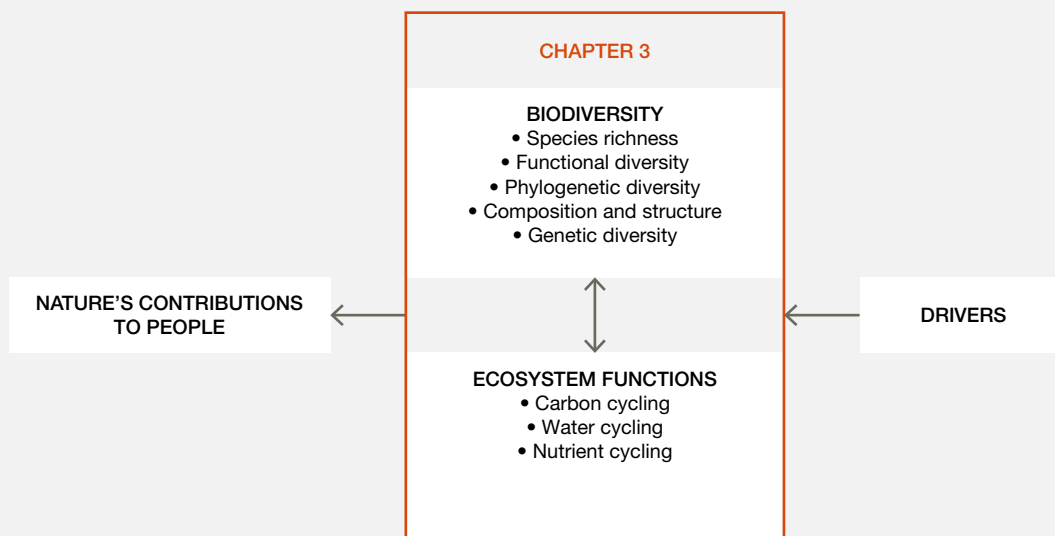 CHAPTER 3
BIODIVERSITY
• Species richness
• Functional diversity
• Phylogenetic diversity
• Composition and structure
• Genetic diversity
NATURE'S CONTRIBUTIONS
TO PEOPLE
DRIVERS
ECOSYSTEM FUNCTIONS
• Carbon cycling
• Water cycling
• Nutrient cycling